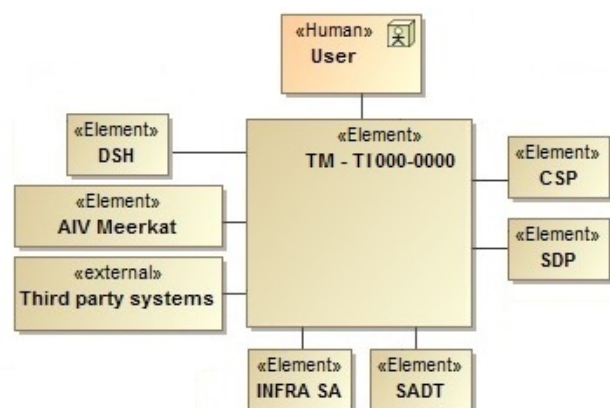 «Human»
User
«Element»
TM - T1000-0000
«Element»
DSH
«Element»
AIV Meerkat
«external»
Third party systems
«Element»
CSP
«Element»
SDP
«Element»
INFRA SA
«Element»
SADT